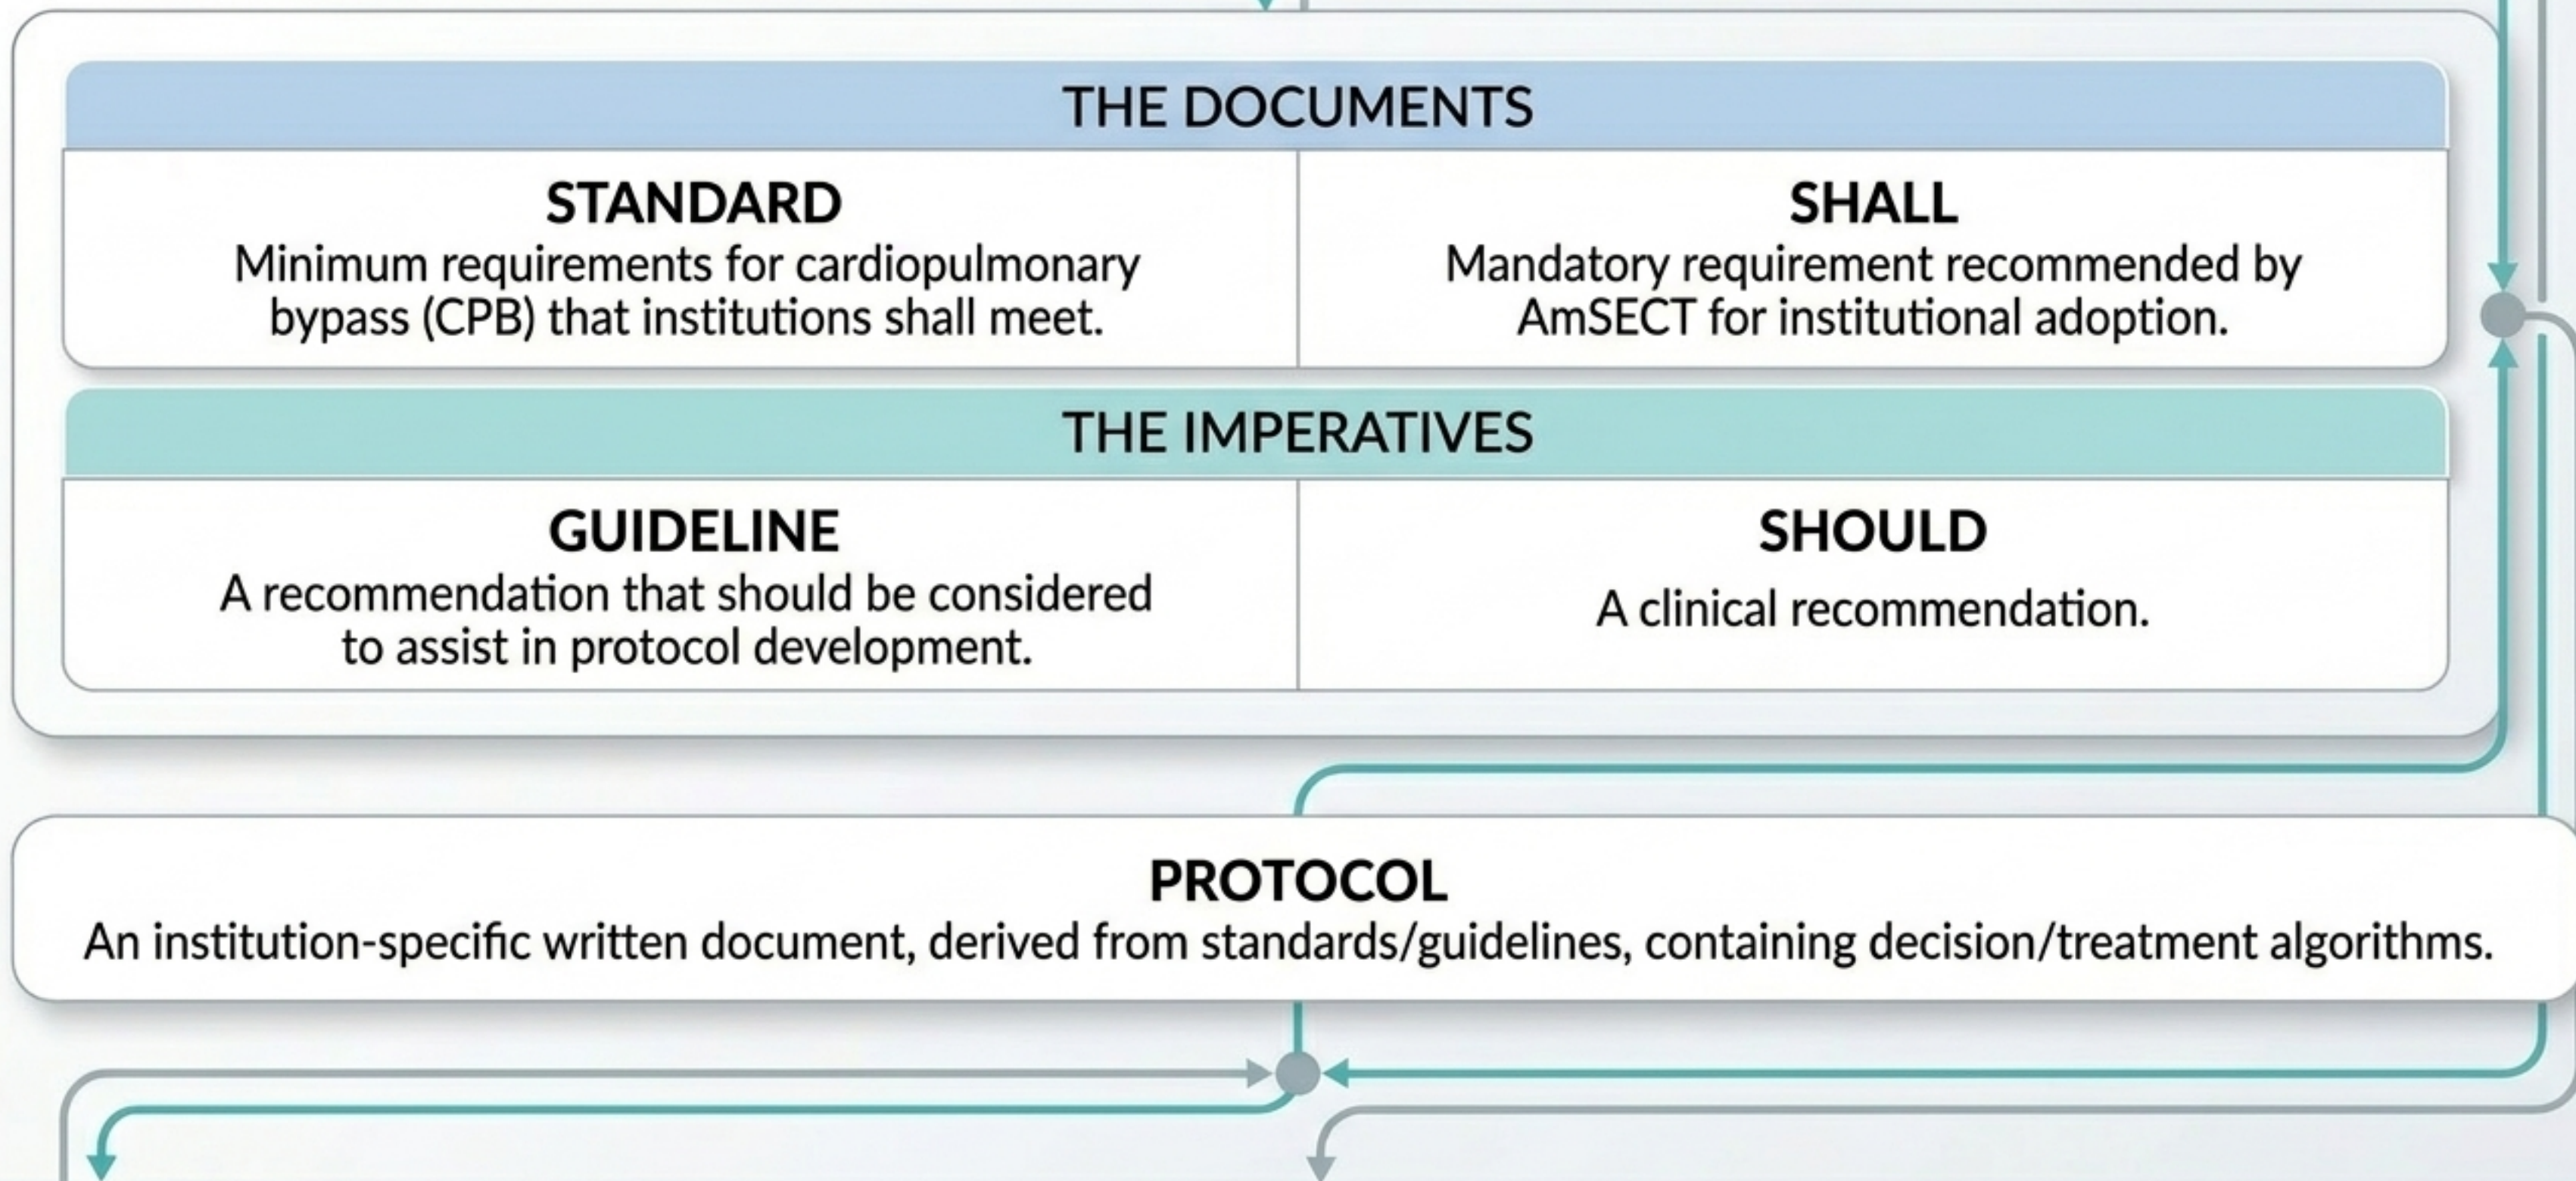 THE DOCUMENTS
STANDARD
Minimum requirements for cardiopulmonary
bypass (CPB) that institutions shall meet.
SHALL
Mandatory requirement recommended by
AmSECT for institutional adoption.
THE IMPERATIVES
GUIDELINE
A recommendation that should be considered
to assist in protocol development.
SHOULD
A clinical recommendation.
PROTOCOL
An institution-specific written document, derived from standards/guidelines, containing decision/treatment algorithms.